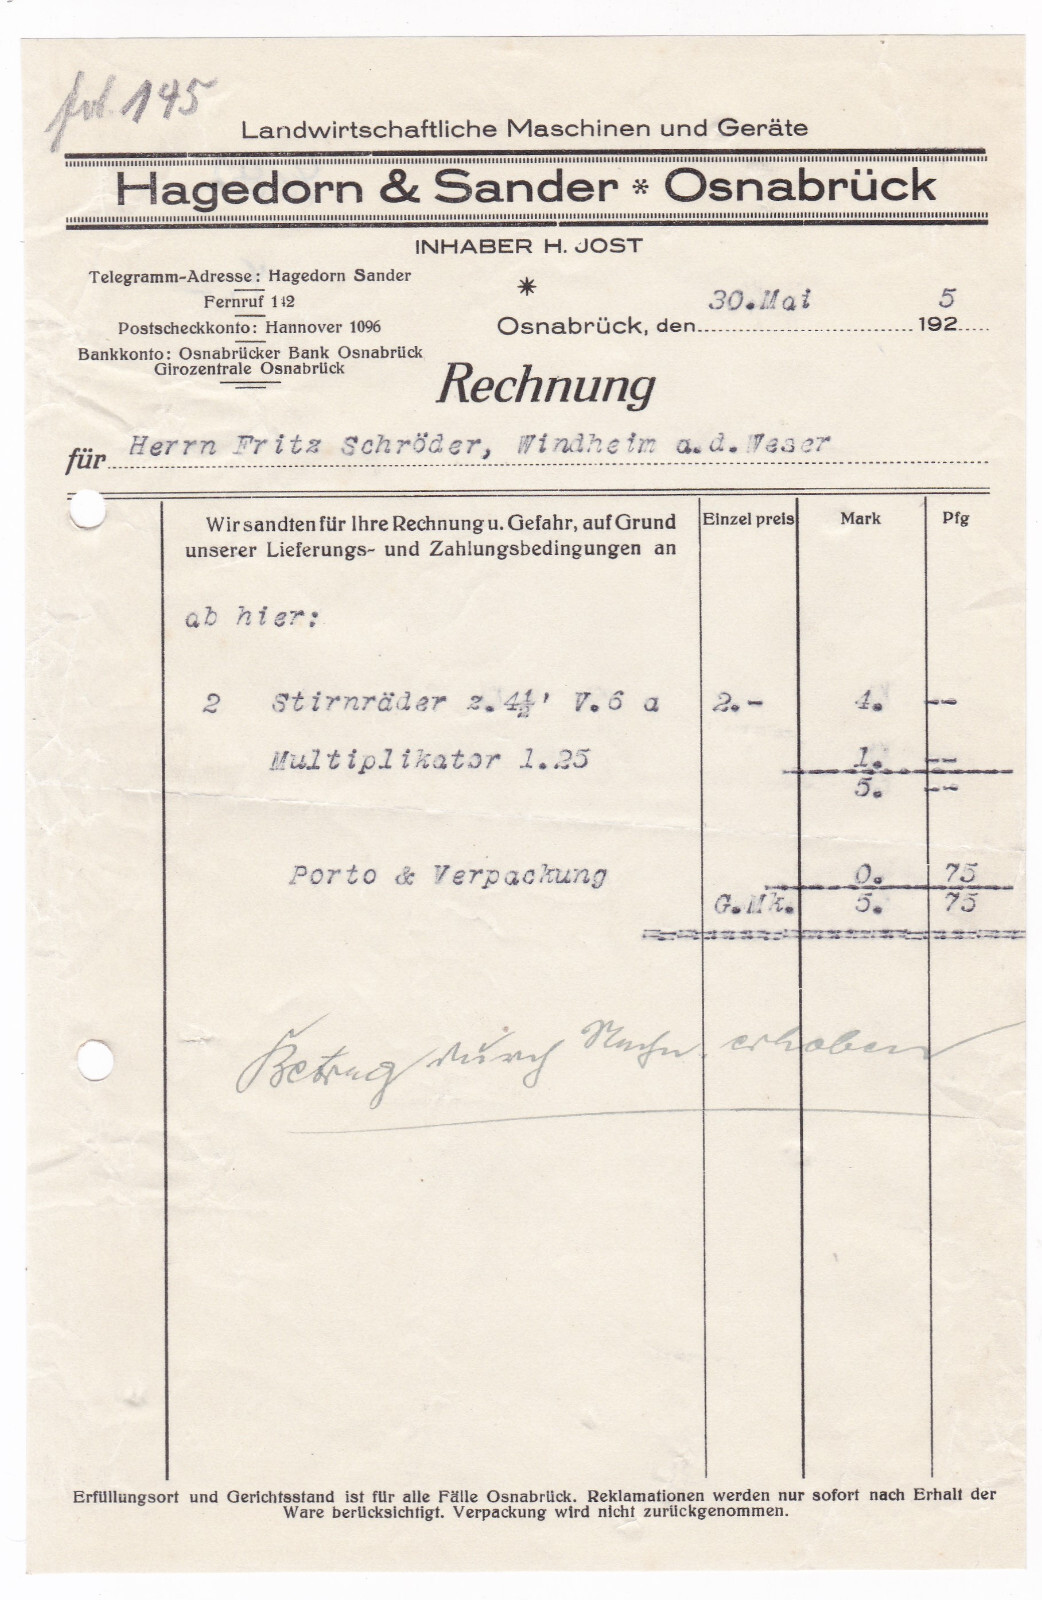 145
Landwirtschaftliche Maschinen und Geräte
Hagedorn & Sander * Osnabrück
INHABER H. JOST
Telegramm-Adresse: Hagedorn Sander
Fernruf 142
Postscheckkonto: Hannover 1096
Bankkonto: Osnabrücker Bank Osnabrück
Girozentrale Osnabrück
Osnabrück, den 30. Mai 192 5
Rechnung
für Herrn Fritz Schröder, Windheim a.d. Weser
Wir sandten für Ihre Rechnung u. Gefahr, auf Grund unserer Lieferungs- und Zahlungsbedingungen an
Einzel preis Mark Pfg
ab hier:
2 Stirnräder z. 4½' V.6 a 2.- 4. --
Multiplikator 1.25 1. --
5. --
Porto & Verpackung 0. 75
G.Mk. 5. 75
Betrag durch Nachn. erhoben
Erfüllungsort und Gerichtsstand ist für alle Fälle Osnabrück. Reklamationen werden nur sofort nach Erhalt der
Ware berücksichtigt. Verpackung wird nicht zurückgenommen.